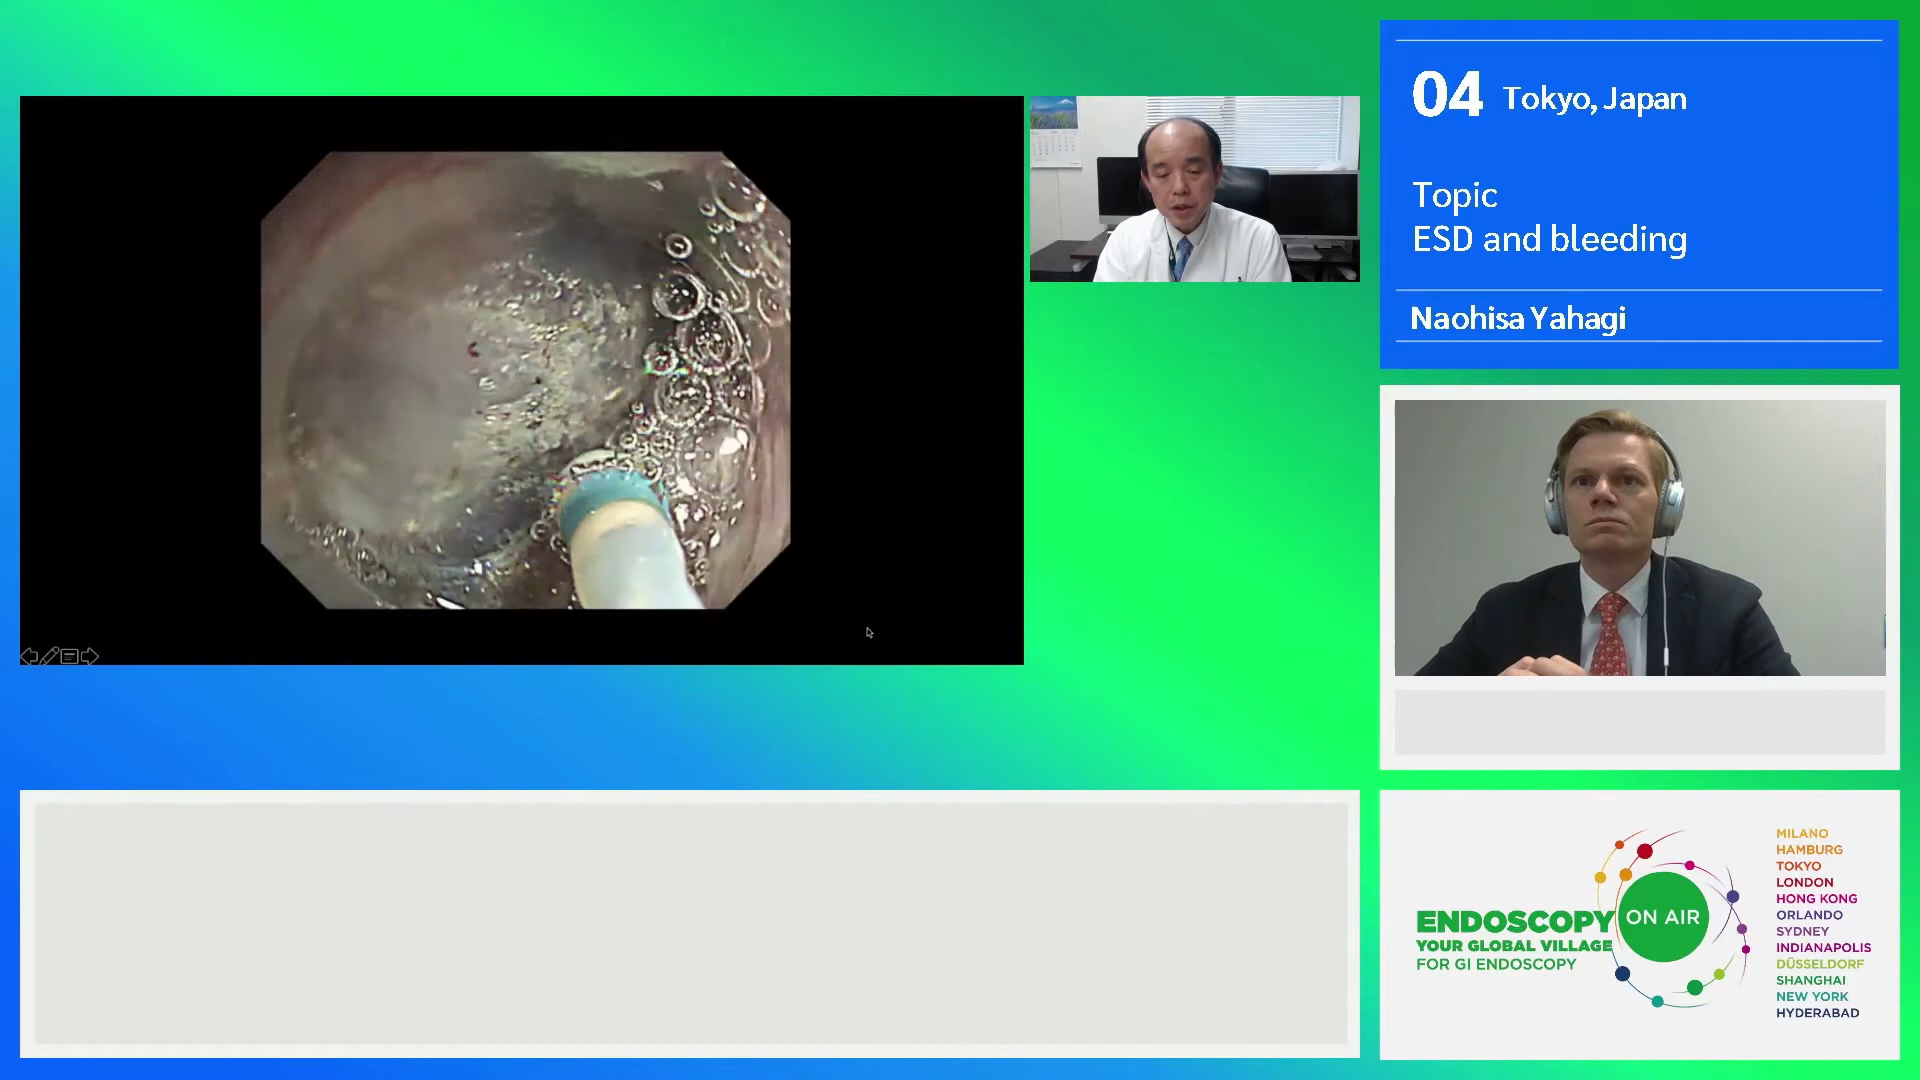 04 Tokyo, Japan
Topic
ESD and bleeding
Naohisa Yahagi
ENDOSCOPY ON AIR
YOUR GLOBAL VILLAGE
FOR GI ENDOSCOPY
MILANO
HAMBURG
TOKYO
LONDON
HONG KONG
ORLANDO
SYDNEY
INDIANAPOLIS
DÜSSELDORF
SHANGHAI
NEW YORK
HYDERABAD